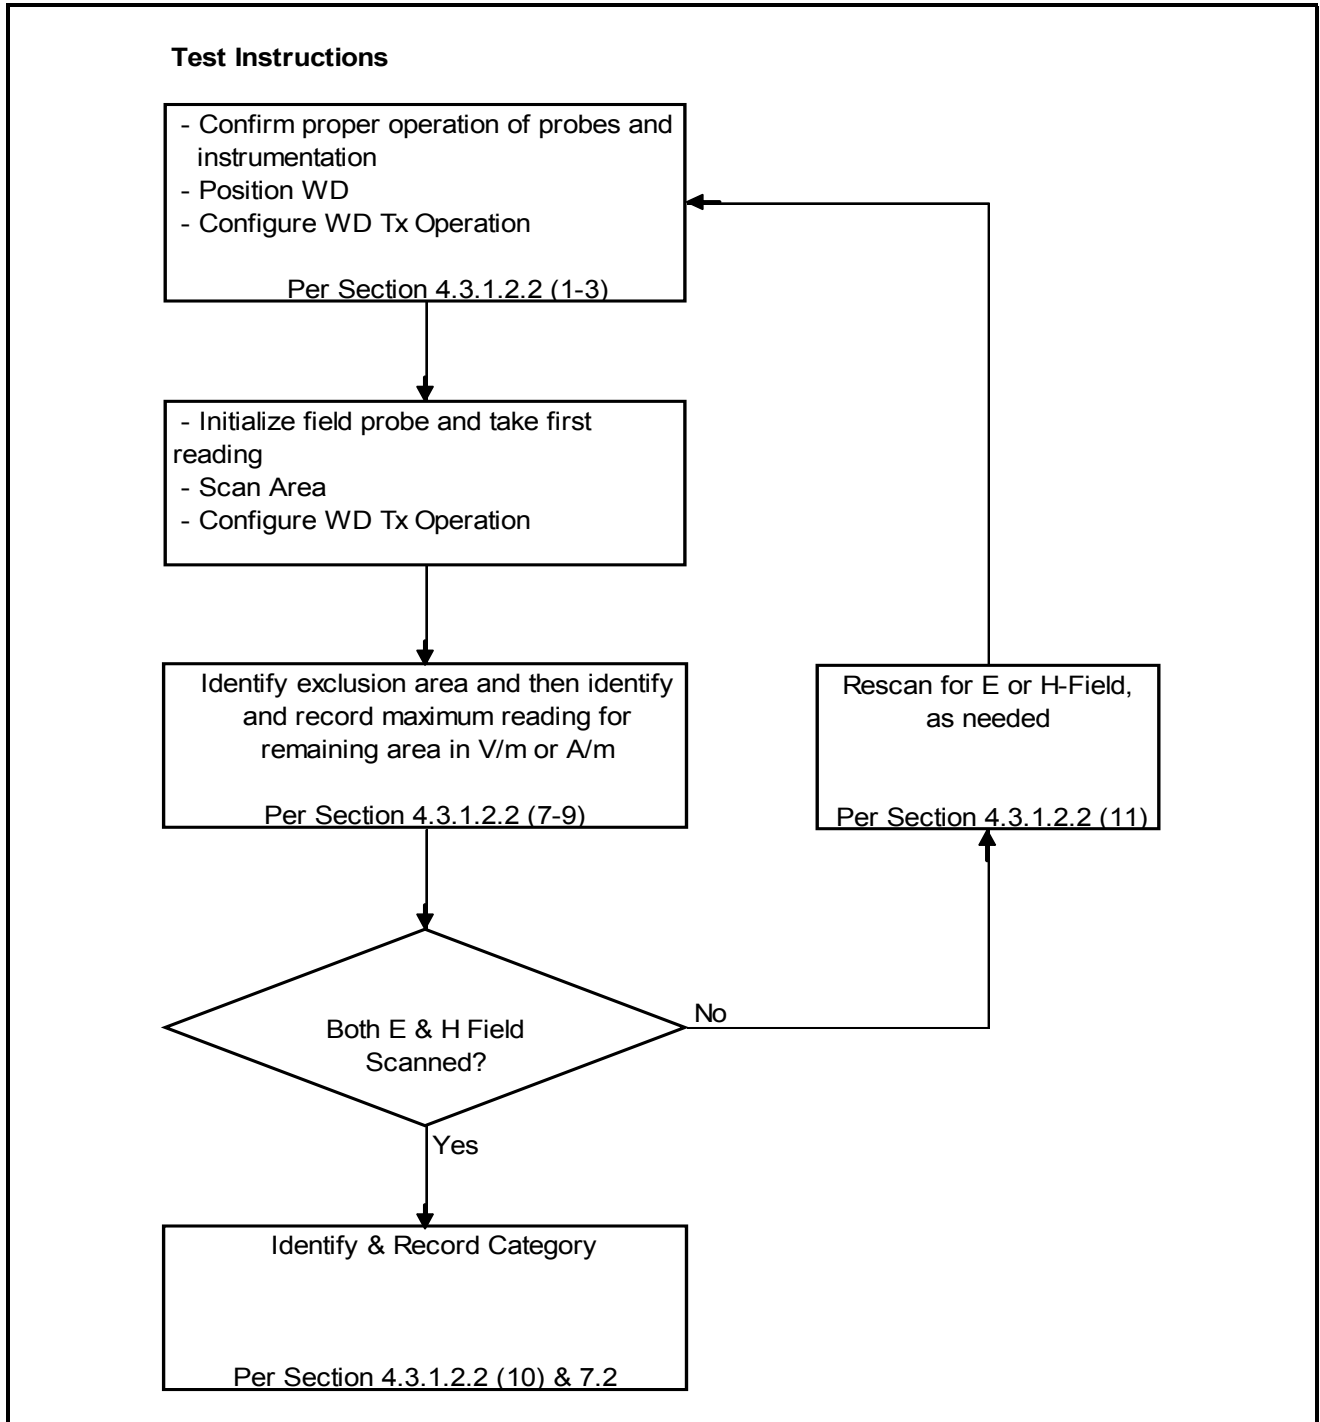 Test Instructions
- Confirm proper operation of probes and
instrumentation
- Position WD
- Configure WD Tx Operation
Per Section 4.3.1.2.2 (1-3)
- Initialize field probe and take first
reading
- Scan Area
- Configure WD Tx Operation
Identify exclusion area and then identify
and record maximum reading for
remaining area in V/m or A/m
Per Section 4.3.1.2.2 (7-9)
Rescan for E or H-Field,
as needed
Per Section 4.3.1.2.2 (11)
Both E & H Field
Scanned?
No
Yes
Identify & Record Category
Per Section 4.3.1.2.2 (10) & 7.2